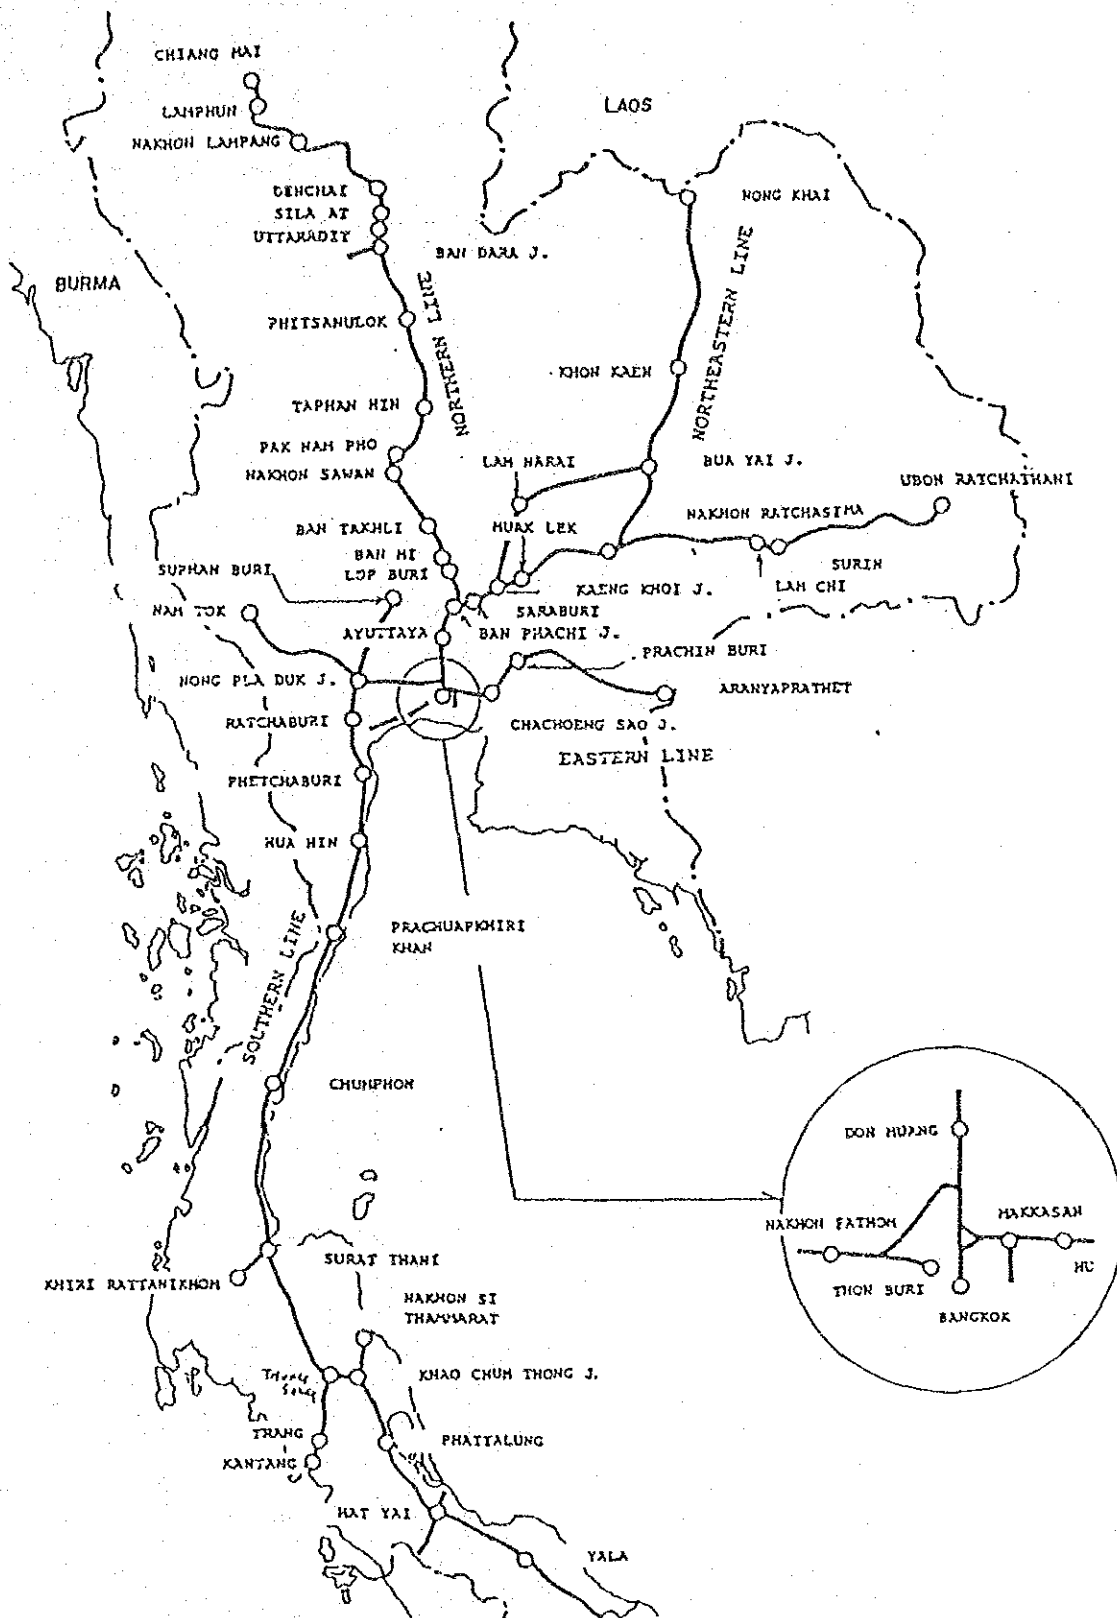 CHIANG MAI
LAMPHUN
NAKHON LAMPANG
DENCHAI
SILA AT
UTTARADIT
BAN DARA J.
LAOS
NONG KHAI
BURMA
PHITSANULOK
NORTHERN LINE
NORTHEASTERN LINE
KHON KAEN
TAPHAN HIN
PAK NAM PHO
NAKHON SAWAN
LAM NARAI
BUA YAI J.
UBON RATCHATHANI
BAN TAKHLI
MUAK LEK
NAKHON RATCHASIMA
BAN MI
LOP BURI
SUPHAN BURI
SURIN
LAM CHI
KAENG KHOI J.
NAM TOK
SARABURI
AYUTTAYA
BAN PHACHI J.
PRACHIN BURI
NONG PLA DUK J.
ARANYAPRATHET
RATCHABURI
CHACHOENG SAO J.
EASTERN LINE
PHETCHABURI
HUA HIN
PRACHUAPKHIRI
KHAN
SOUTHERN LINE
CHUMPHON
DON MUANG
NAKHON PATHOM
MAKKASAN
HU
THON BURI
BANGKOK
SURAT THANI
KHIRI RATTANIKHOM
NAKHON SI
THAMMARAT
THUNG
SONG
KHAO CHUM THONG J.
TRANG
KANTANG
PHATTALUNG
HAT YAI
YALA